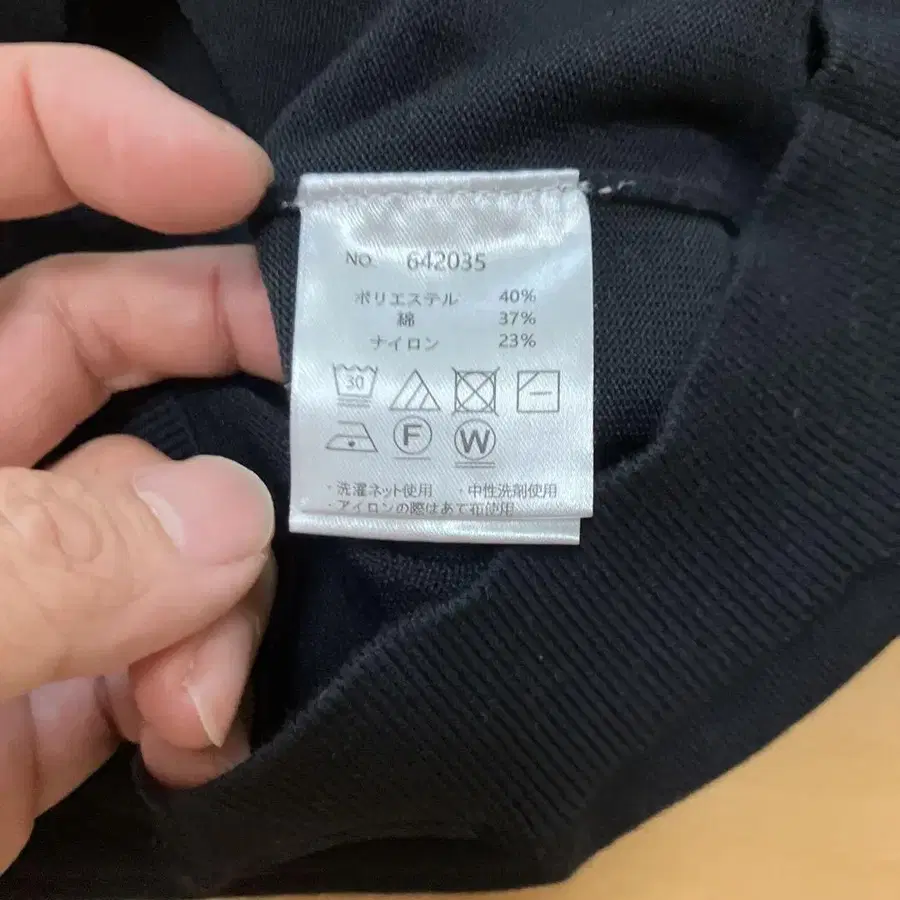 NO. 642035
ポリエステル 40%
綿 37%
ナイロン 23%
30
F W
・洗濯ネット使用 ・中性洗剤使用
・アイロンの際はあて布使用